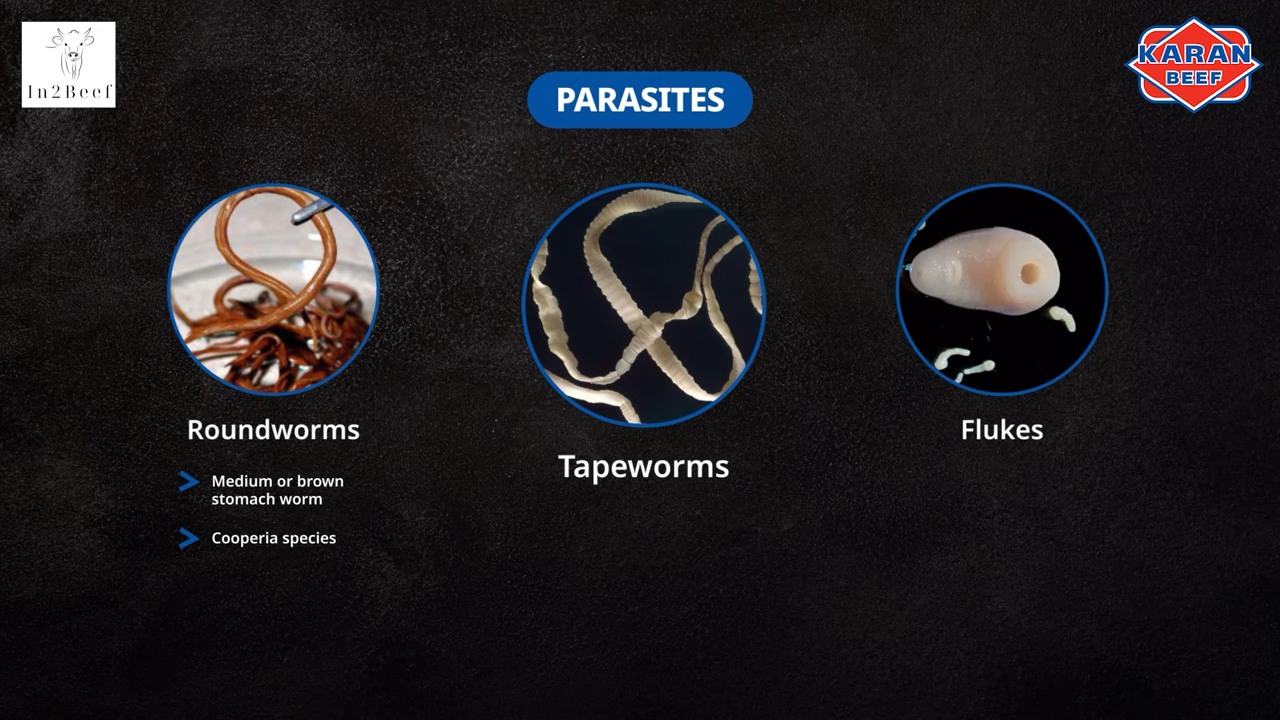 In2Beef
KARAN
BEEF
PARASITES
Roundworms
Medium or brown
stomach worm
Cooperia species
Tapeworms
Flukes